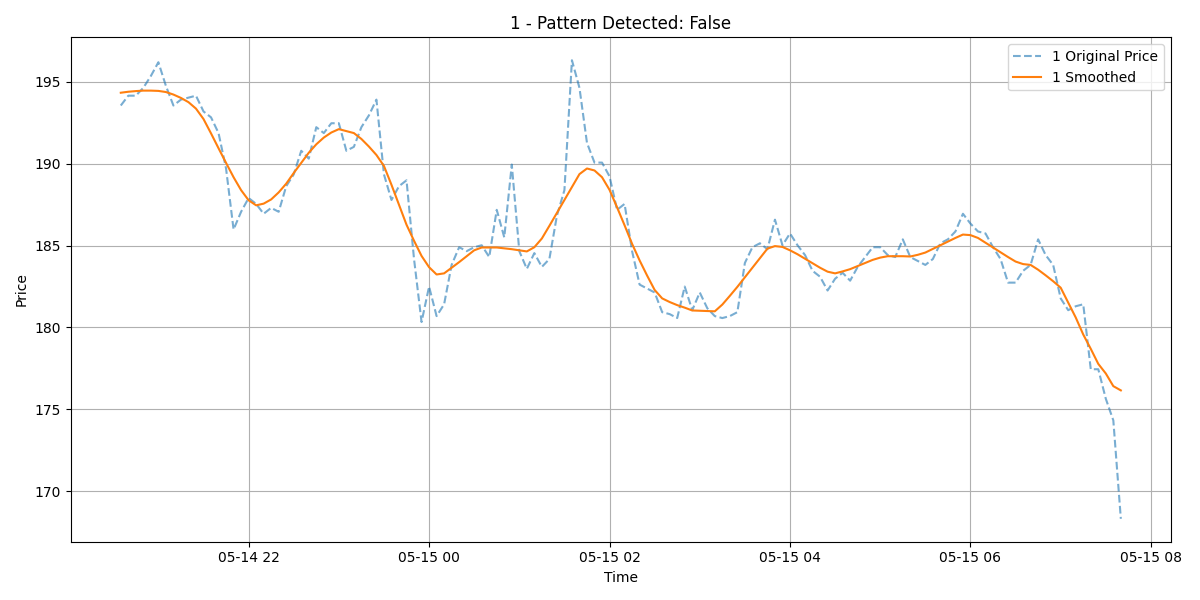 1 - Pattern Detected: False
1 Original Price
1 Smoothed
Price
195
190
185
180
175
170
05-14 22
05-15 00
05-15 02
05-15 04
05-15 06
05-15 08
Time